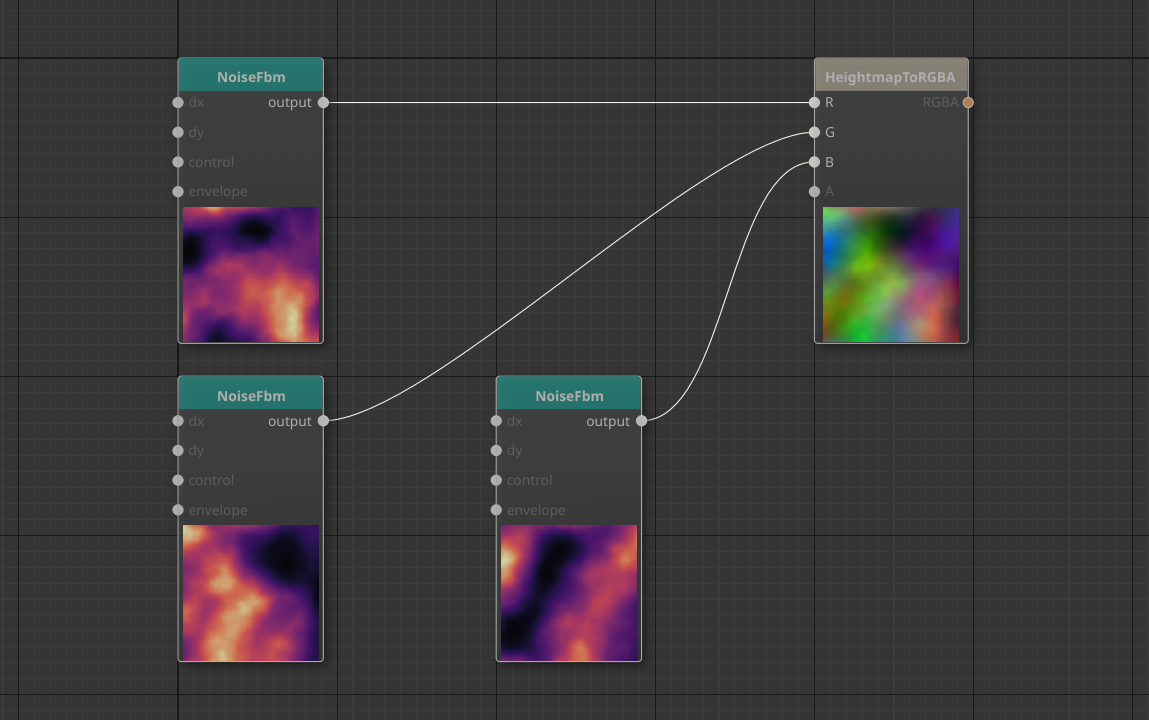 NoiseFbm
dx
output
dy
control
envelope
HeightmapToRGBA
R
RGBA
G
B
A
NoiseFbm
dx
output
dy
control
envelope
NoiseFbm
dx
output
dy
control
envelope